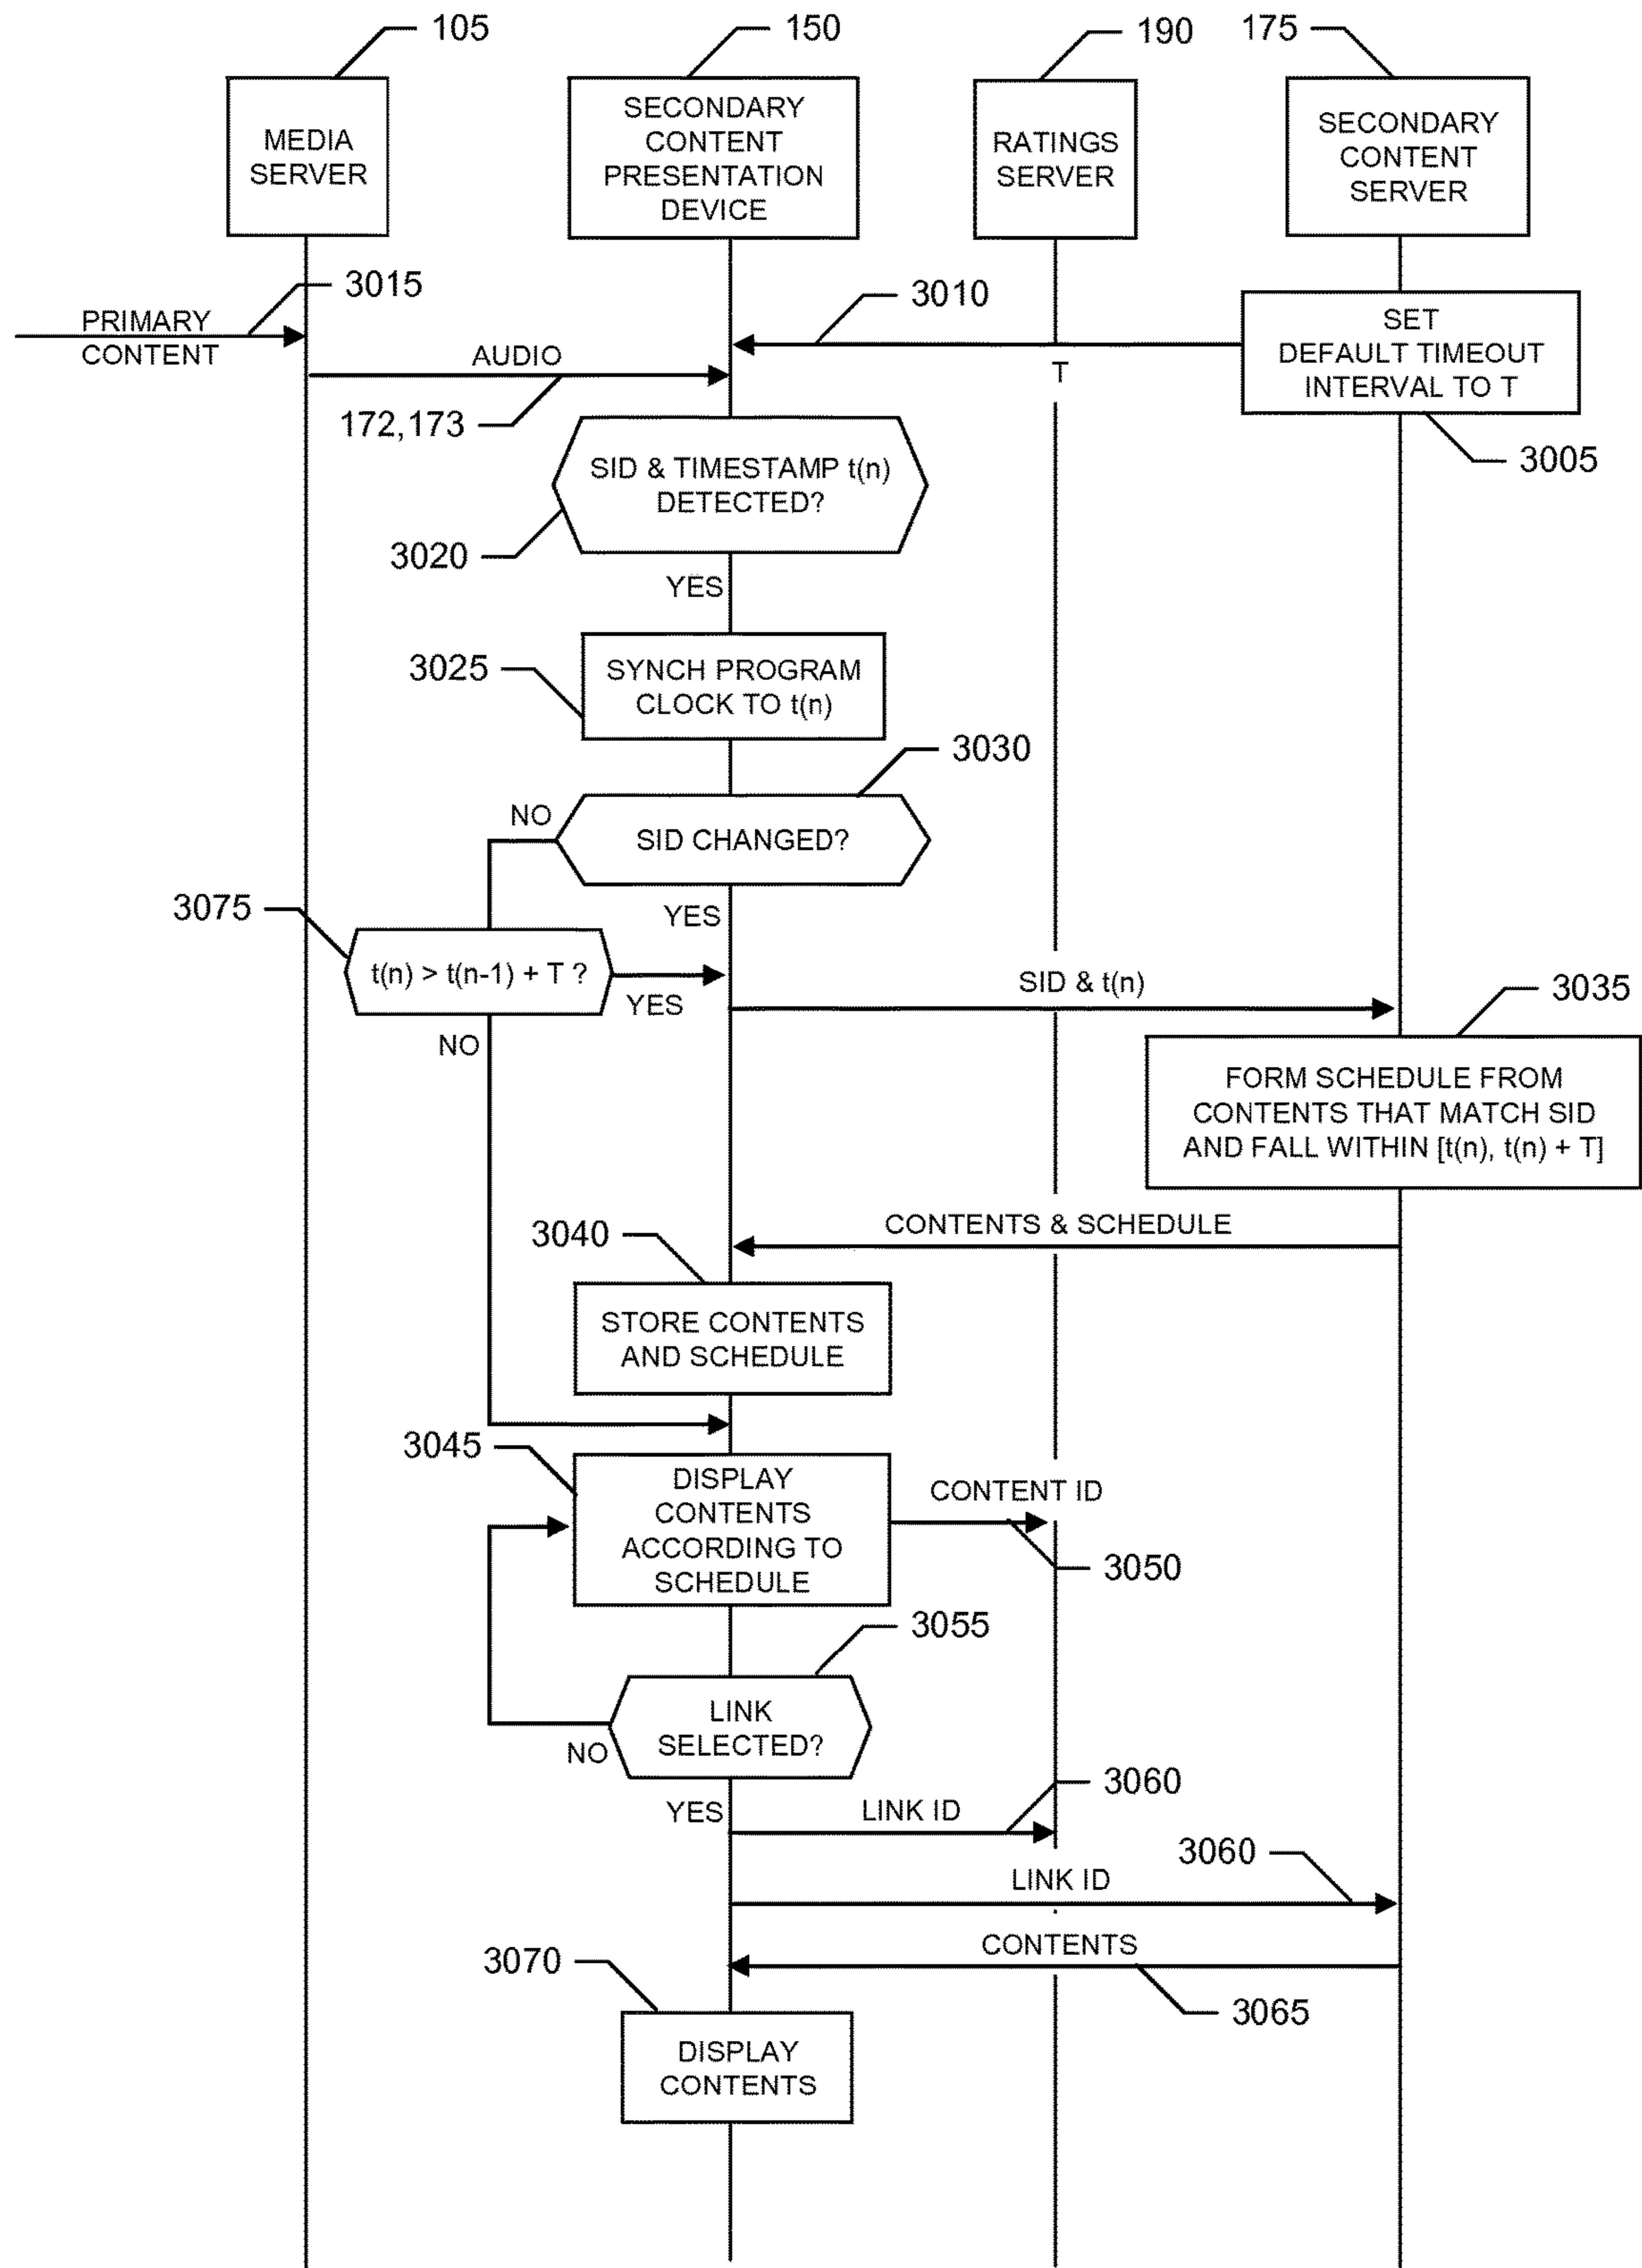 105
150
190
175
MEDIA
SERVER
SECONDARY
CONTENT
PRESENTATION
DEVICE
RATINGS
SERVER
SECONDARY
CONTENT
SERVER
3015
PRIMARY
CONTENT
3010
T
SET
DEFAULT TIMEOUT
INTERVAL TO T
3005
AUDIO
172,173
SID & TIMESTAMP t(n)
DETECTED?
3020
YES
3025
SYNCH PROGRAM
CLOCK TO t(n)
3030
NO
SID CHANGED?
YES
3075
t(n) > t(n-1) + T ?
YES
NO
SID & t(n)
3035
FORM SCHEDULE FROM
CONTENTS THAT MATCH SID
AND FALL WITHIN [t(n), t(n) + T]
CONTENTS & SCHEDULE
3040
STORE CONTENTS
AND SCHEDULE
3045
DISPLAY
CONTENTS
ACCORDING TO
SCHEDULE
CONTENT ID
3050
3055
LINK
SELECTED?
NO
YES
LINK ID
3060
LINK ID
3060
CONTENTS
3065
3070
DISPLAY
CONTENTS